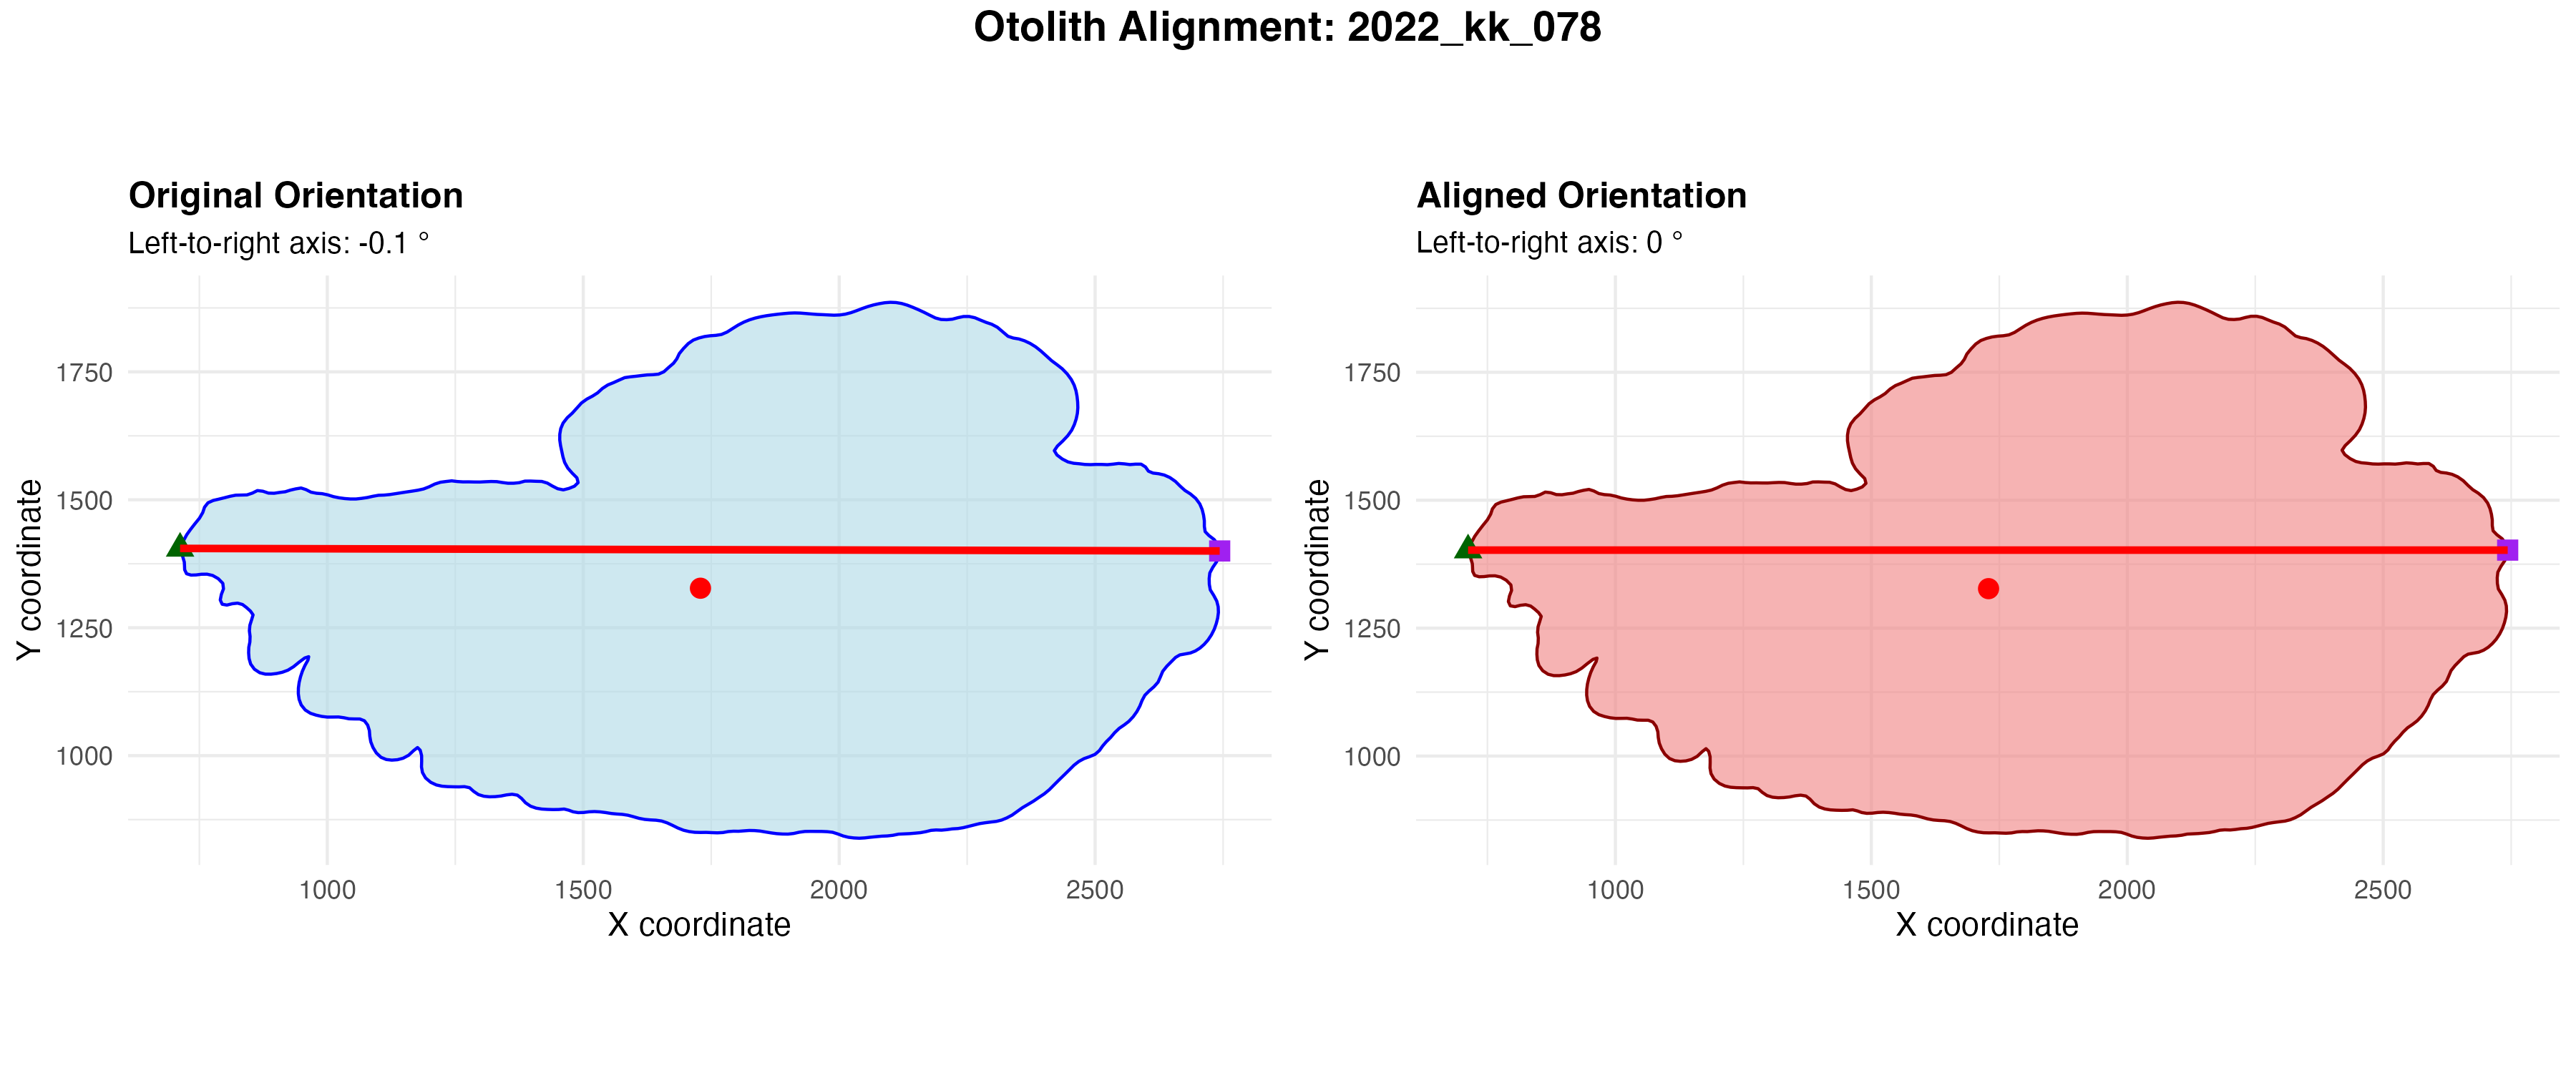 Otolith Alignment: 2022_kk_078
Original Orientation
Left-to-right axis: -0.1 °
Y coordinate
1750
1500
1250
1000
1000 1500 2000 2500
X coordinate
Aligned Orientation
Left-to-right axis: 0 °
Y coordinate
1750
1500
1250
1000
1000 1500 2000 2500
X coordinate